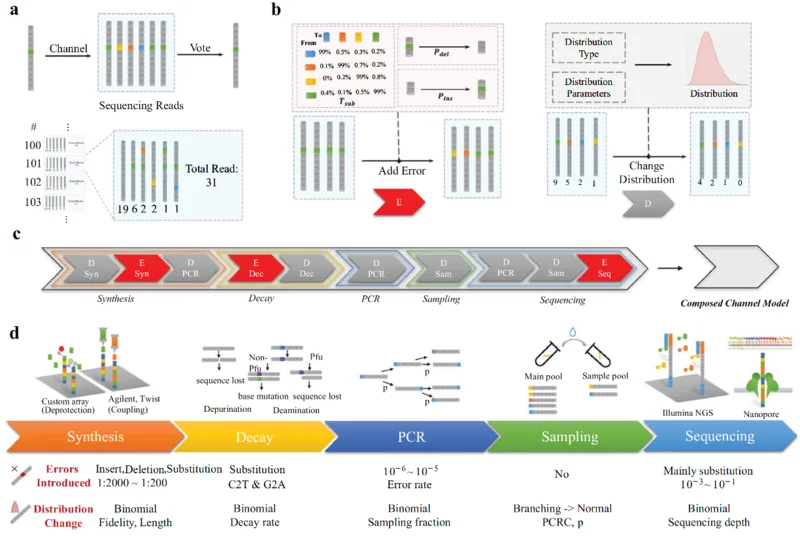 a
Channel
Vote
Sequencing Reads
#
100
101
102
103
Total Read:
31
19 6 2 2 1 1
b
To
From
99% 0.5% 0.3% 0.2%
0.1% 99% 0.7% 0.2%
0% 0.2% 99% 0.8%
0.4% 0.1% 0.5% 99%
T_sub
P_del
P_ins
Add Error
E
Distribution
Type
Distribution
Parameters
Distribution
9 5 2 1
Change
Distribution
D
4 2 1 0
c
D
Syn
E
Syn
D
PCR
E
Dec
D
Dec
D
PCR
D
Sam
D
PCR
D
Sam
E
Seq
Synthesis
Decay
PCR
Sampling
Sequencing
Composed Channel Model
d
Custom array
(Deprotection)
Agilent, Twist
(Coupling)
sequence lost
Depurination
Non-
Pfu
Pfu
base mutation
sequence lost
Deamination
p
p
p
Main pool
Sample pool
Illumina NGS
Nanopore
Synthesis
Decay
PCR
Sampling
Sequencing
Errors
Introduced
Insert,Deletion,Substitution
1:2000 ~ 1:200
Substitution
C2T & G2A
10⁻⁶ ~ 10⁻⁵
Error rate
No
Mainly substitution
10⁻³ ~ 10⁻¹
Distribution
Change
Binomial
Fidelity, Length
Binomial
Decay rate
Binomial
Sampling fraction
Branching -> Normal
PCRC, p
Binomial
Sequencing depth